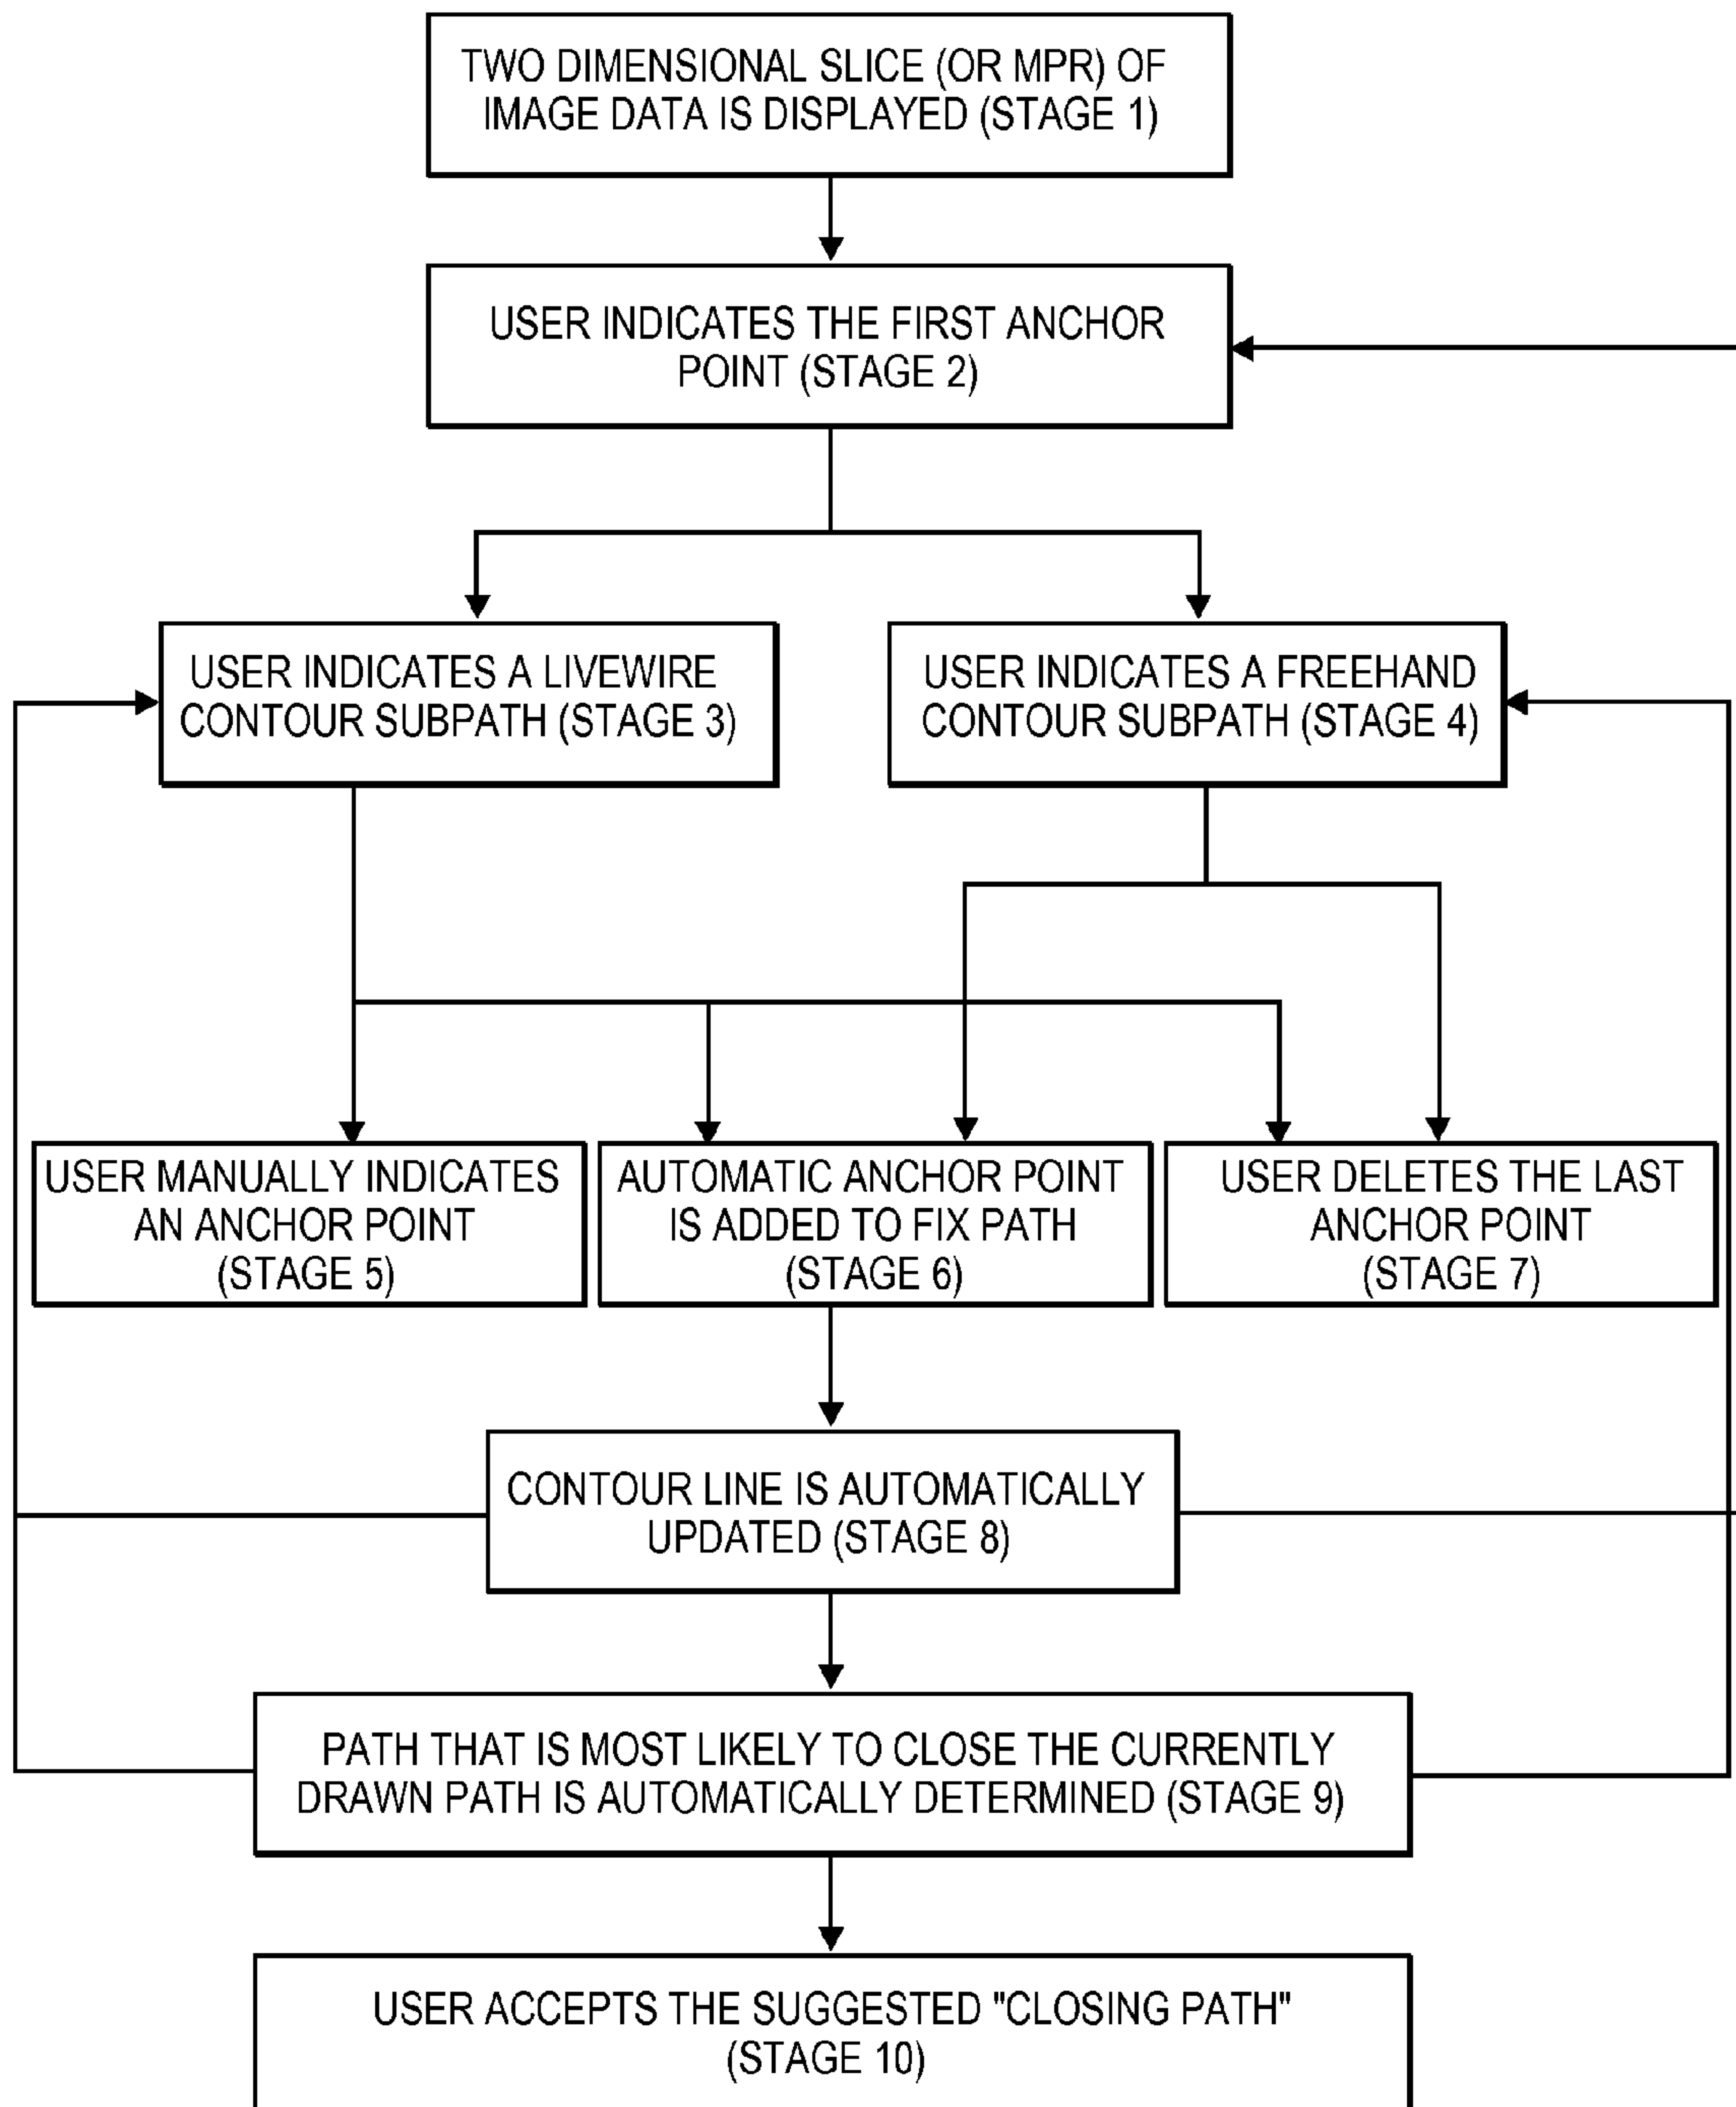 TWO DIMENSIONAL SLICE (OR MPR) OF
IMAGE DATA IS DISPLAYED (STAGE 1)
USER INDICATES THE FIRST ANCHOR
POINT (STAGE 2)
USER INDICATES A LIVEWIRE
CONTOUR SUBPATH (STAGE 3)
USER INDICATES A FREEHAND
CONTOUR SUBPATH (STAGE 4)
USER MANUALLY INDICATES
AN ANCHOR POINT
(STAGE 5)
AUTOMATIC ANCHOR POINT
IS ADDED TO FIX PATH
(STAGE 6)
USER DELETES THE LAST
ANCHOR POINT
(STAGE 7)
CONTOUR LINE IS AUTOMATICALLY
UPDATED (STAGE 8)
PATH THAT IS MOST LIKELY TO CLOSE THE CURRENTLY
DRAWN PATH IS AUTOMATICALLY DETERMINED (STAGE 9)
USER ACCEPTS THE SUGGESTED "CLOSING PATH"
(STAGE 10)